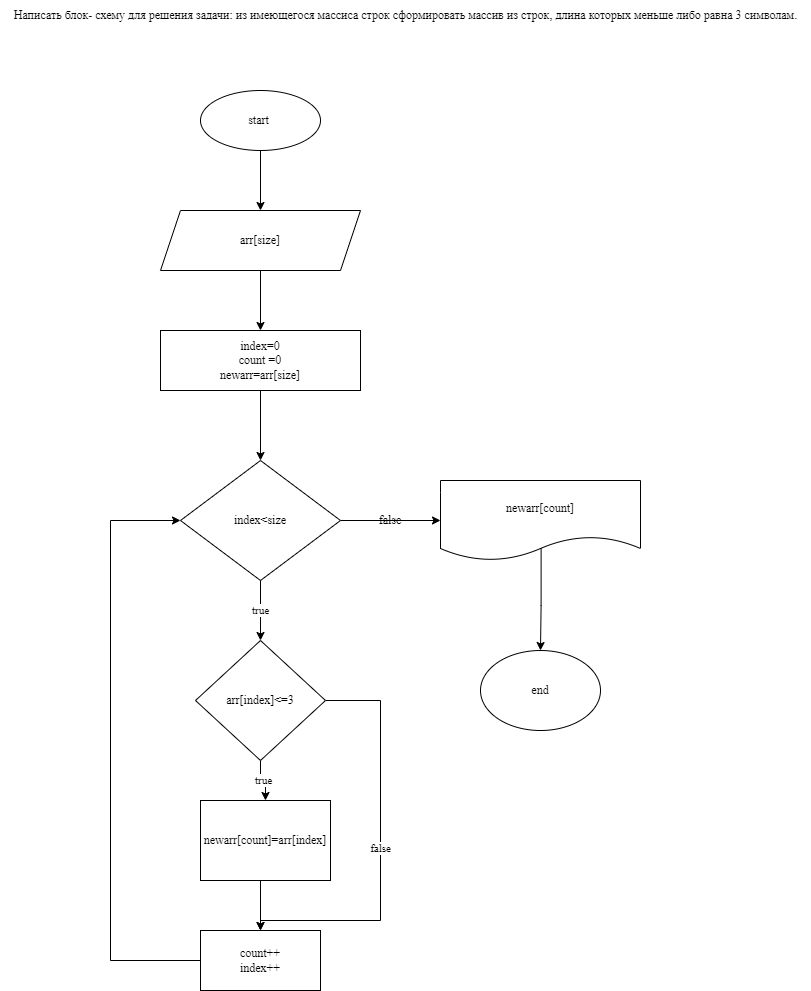 Написать блок- схему для решения задачи: из имеющегося массиса строк сформировать массив из строк, длина которых меньше либо равна 3 символам.
start
arr[size]
index=0
count =0
newarr=arr[size]
index<size
false
newarr[count]
true
end
arr[index]<=3
true
newarr[count]=arr[index]
false
count++
index++